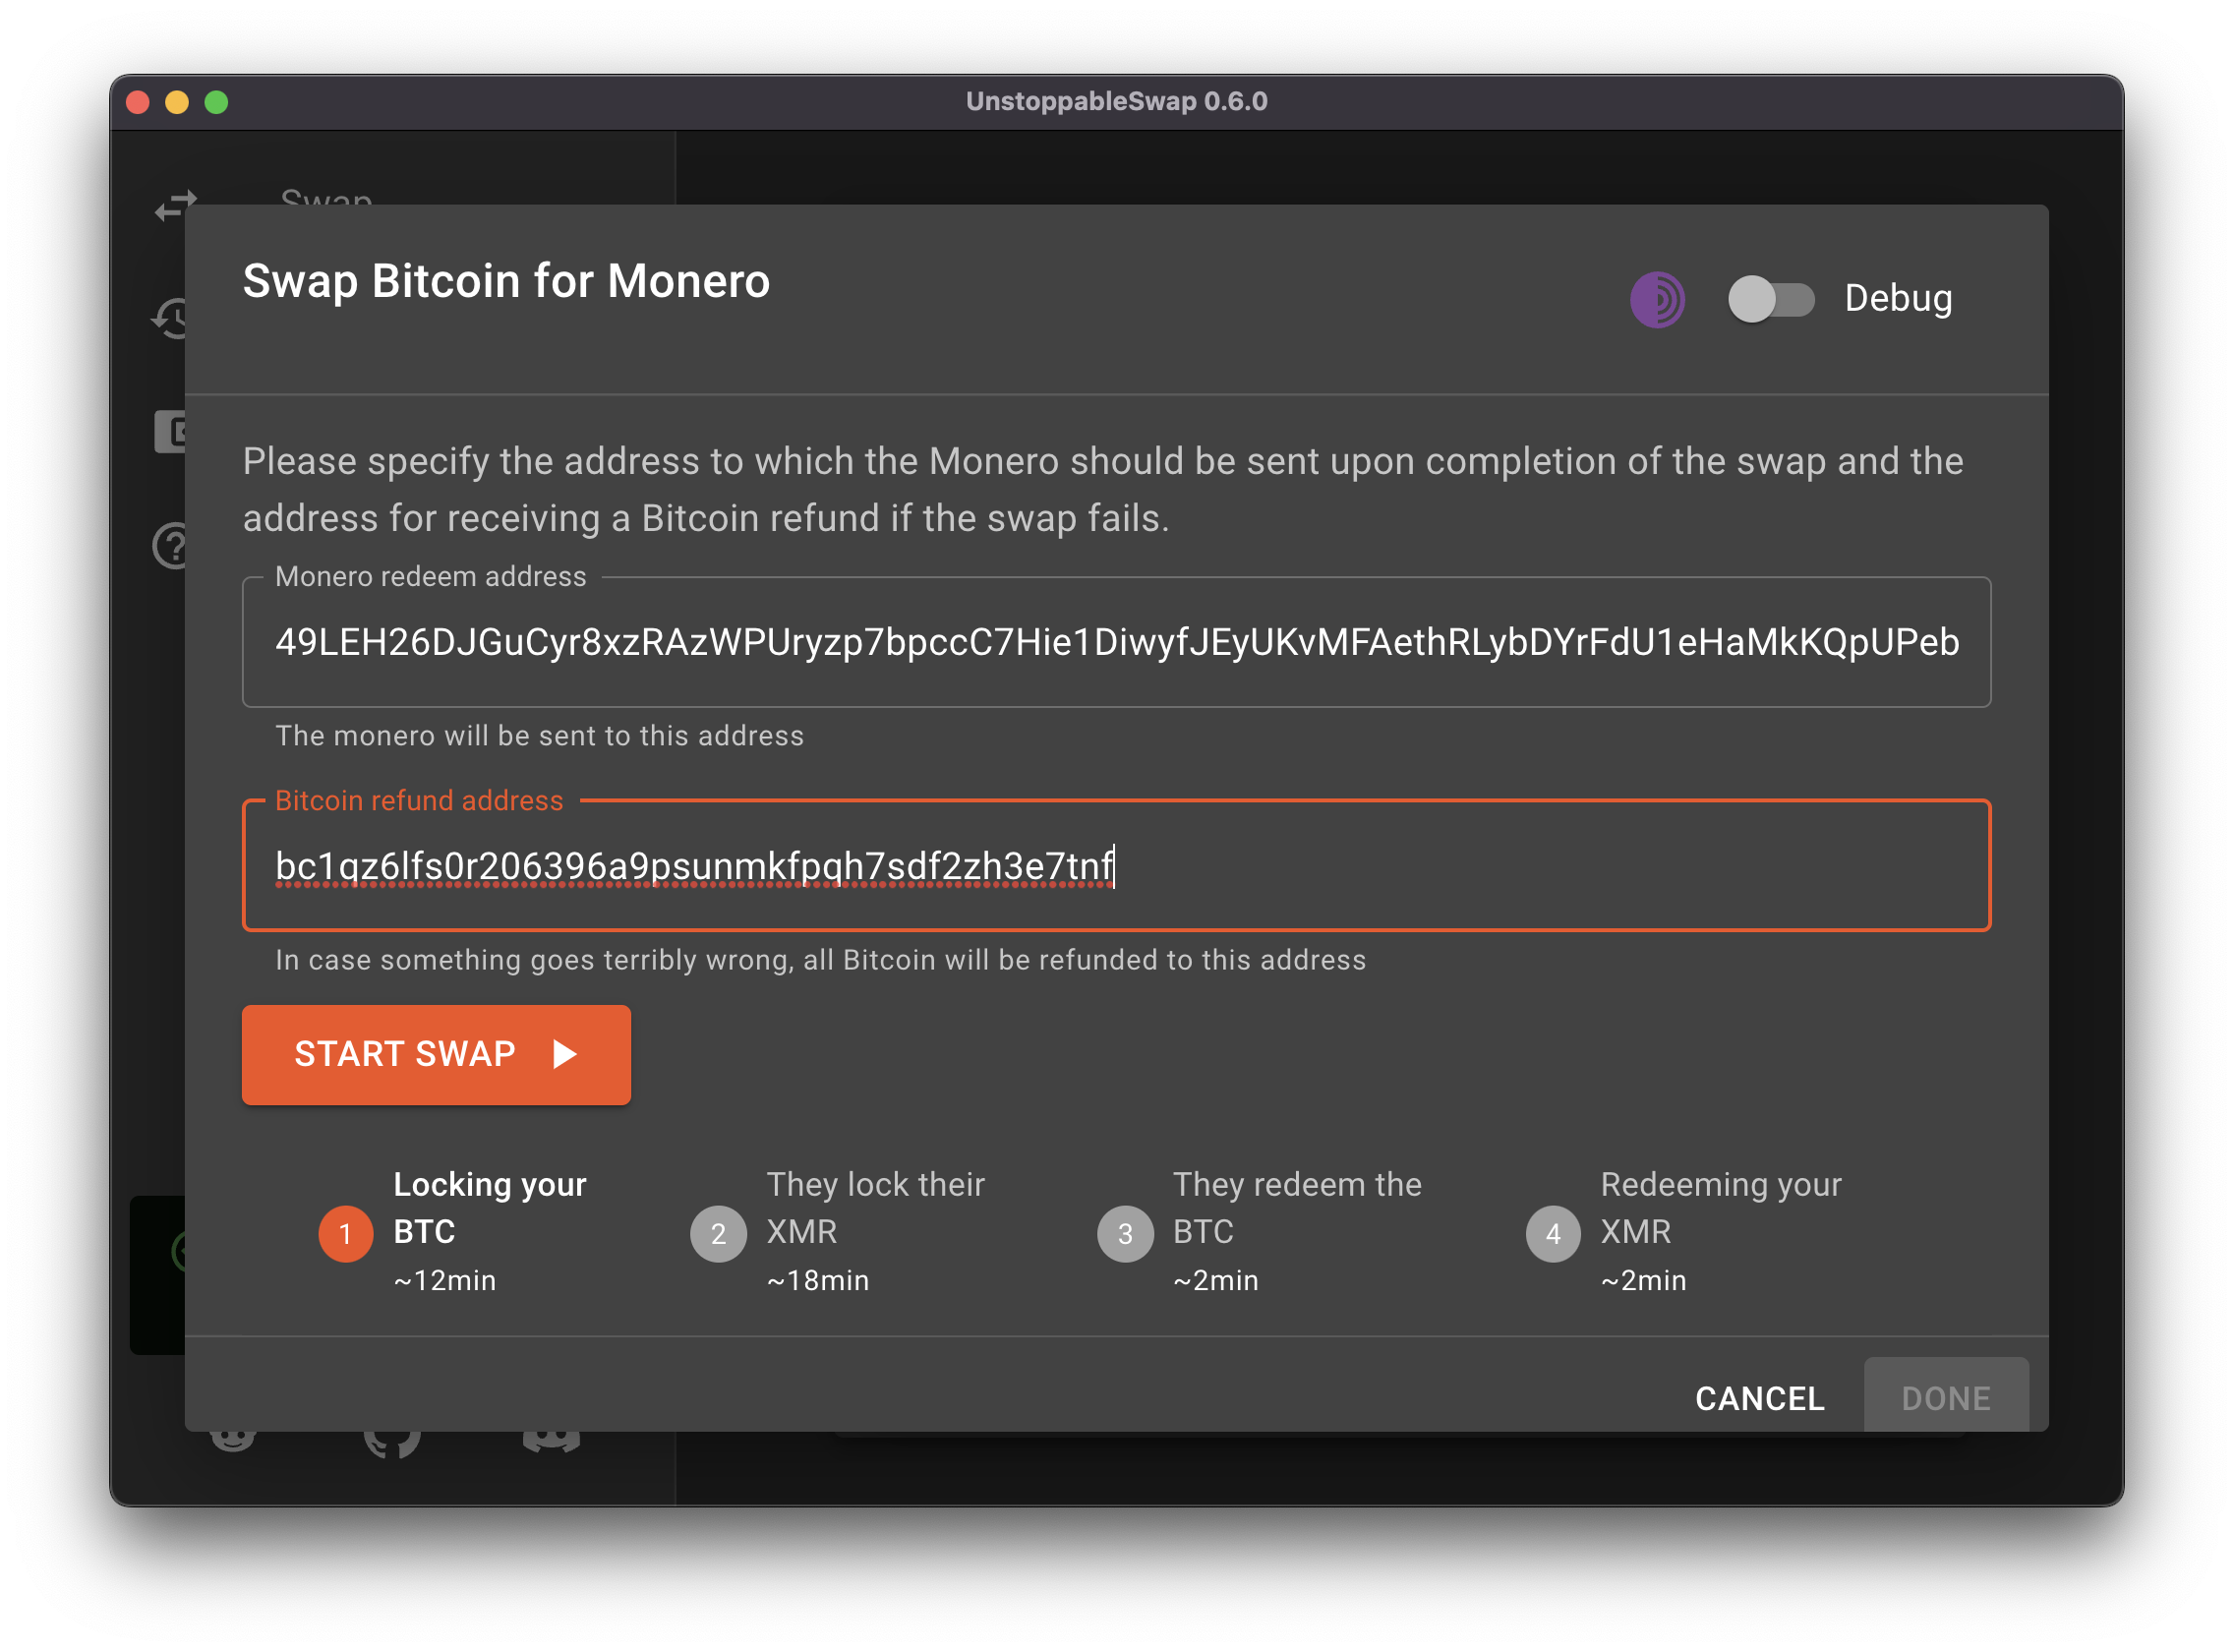 UnstoppableSwap 0.6.0
Swap
Swap Bitcoin for Monero
Debug
Please specify the address to which the Monero should be sent upon completion of the swap and the
address for receiving a Bitcoin refund if the swap fails.
Monero redeem address
49LEH26DJGuCyr8xzRAzWPUryzp7bpccC7Hie1DiwyfJEyUKvMFAethRLybDYrFdU1eHaMkKQpUPeb
The monero will be sent to this address
Bitcoin refund address
bc1qz6lfs0r206396a9psunmkfpqh7sdf2zh3e7tnf
In case something goes terribly wrong, all Bitcoin will be refunded to this address
START SWAP
1
Locking your
BTC
~12min
2
They lock their
XMR
~18min
3
They redeem the
BTC
~2min
4
Redeeming your
XMR
~2min
CANCEL
DONE